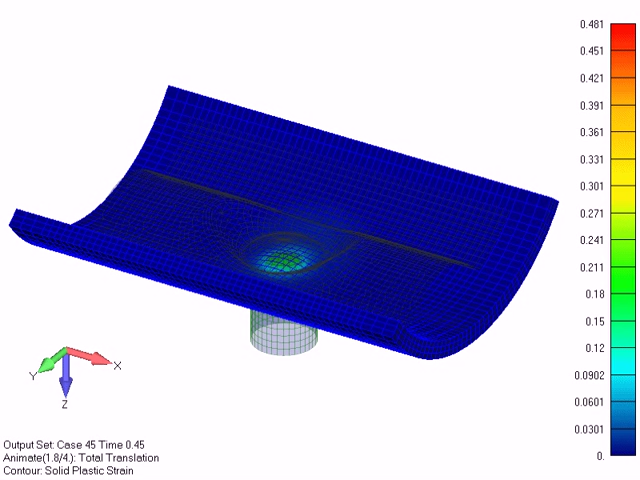 0.481
0.451
0.421
0.391
0.361
0.331
0.301
0.271
0.241
0.211
0.18
0.15
0.12
0.0902
0.0601
0.0301
0.
X
Y
Z
Output Set: Case 45 Time 0.45
Animate(1.8/4.): Total Translation
Contour: Solid Plastic Strain